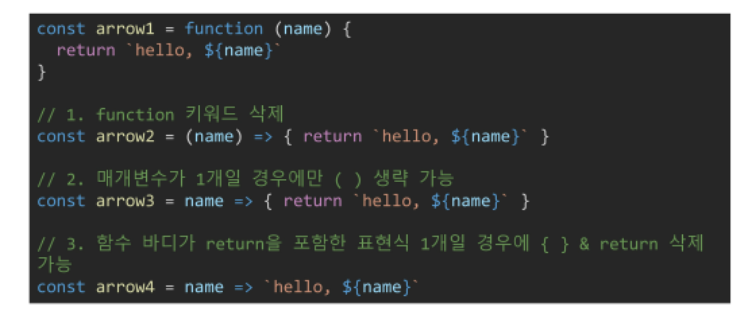 const arrow1 = function (name) {
  return `hello, ${name}`
}

// 1. function 키워드 삭제
const arrow2 = (name) => { return `hello, ${name}` }

// 2. 매개변수가 1개일 경우에만 ( ) 생략 가능
const arrow3 = name => { return `hello, ${name}` }

// 3. 함수 바디가 return을 포함한 표현식 1개일 경우에 { } & return 삭제
가능
const arrow4 = name => `hello, ${name}`